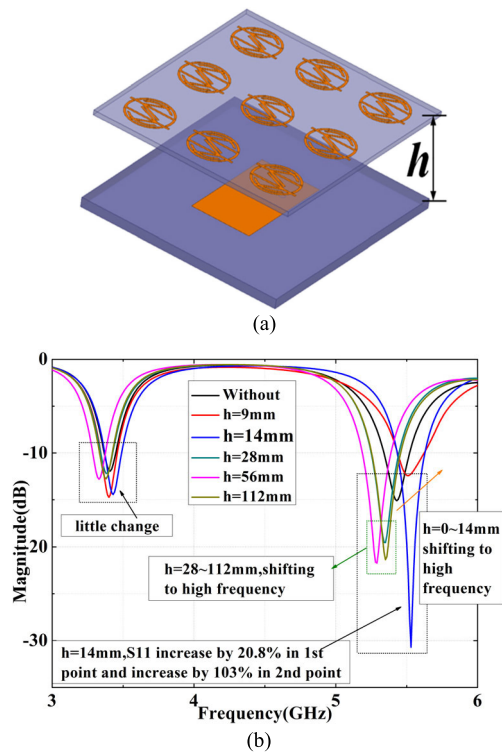 h
(a)
(b)
0
-10
-20
-30
Magnitude(dB)
Without
h=9mm
h=14mm
h=28mm
h=56mm
h=112mm
little change
h=28~112mm,shifting
to high frequency
h=0~14mm
shifting to
high
frequency
h=14mm,S11 increase by 20.8% in 1st
point and increase by 103% in 2nd point
3
4
5
6
Frequency(GHz)